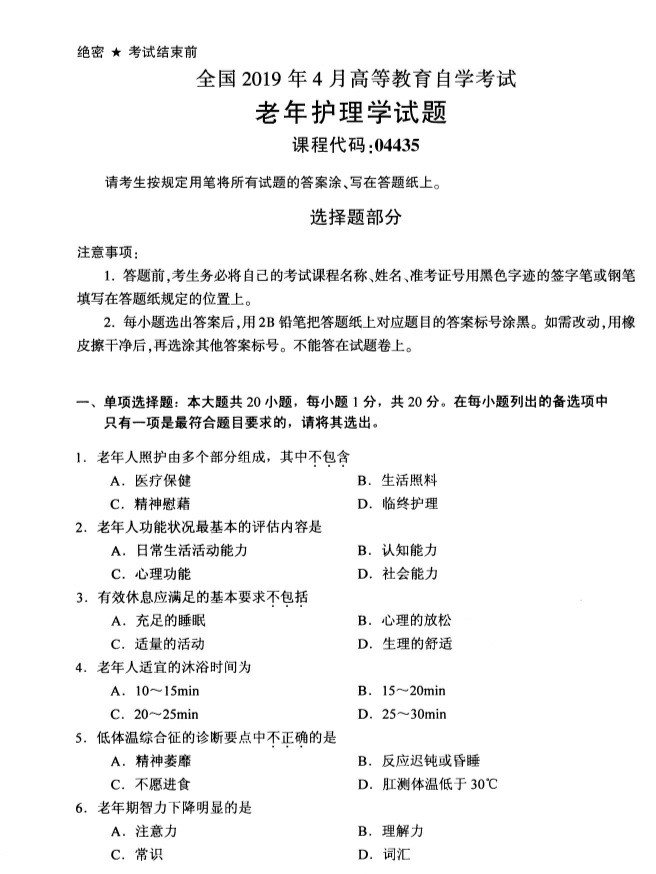 绝密 ★ 考试结束前
全国 2019 年 4 月高等教育自学考试
老年护理学试题
课程代码:04435
请考生按规定用笔将所有试题的答案涂、写在答题纸上。
选择题部分
注意事项:
1. 答题前,考生务必将自己的考试课程名称、姓名、准考证号用黑色字迹的签字笔或钢笔
填写在答题纸规定的位置上。
2. 每小题选出答案后,用 2B 铅笔把答题纸上对应题目的答案标号涂黑。如需改动,用橡
皮擦干净后,再选涂其他答案标号。不能答在试题卷上。
一、单项选择题：本大题共 20 小题，每小题 1 分，共 20 分。在每小题列出的备选项中
只有一项是最符合题目要求的，请将其选出。
1．老年人照护由多个部分组成，其中不包含
A．医疗保健 B．生活照料
C．精神慰藉 D．临终护理
2．老年人功能状况最基本的评估内容是
A．日常生活活动能力 B．认知能力
C．心理功能 D．社会能力
3．有效休息应满足的基本要求不包括
A．充足的睡眠 B．心理的放松
C．适量的活动 D．生理的舒适
4．老年人适宜的沐浴时间为
A．10～15min B．15～20min
C．20～25min D．25～30min
5．低体温综合征的诊断要点中不正确的是
A．精神萎靡 B．反应迟钝或昏睡
C．不愿进食 D．肛测体温低于 30℃
6．老年期智力下降明显的是
A．注意力 B．理解力
C．常识 D．词汇